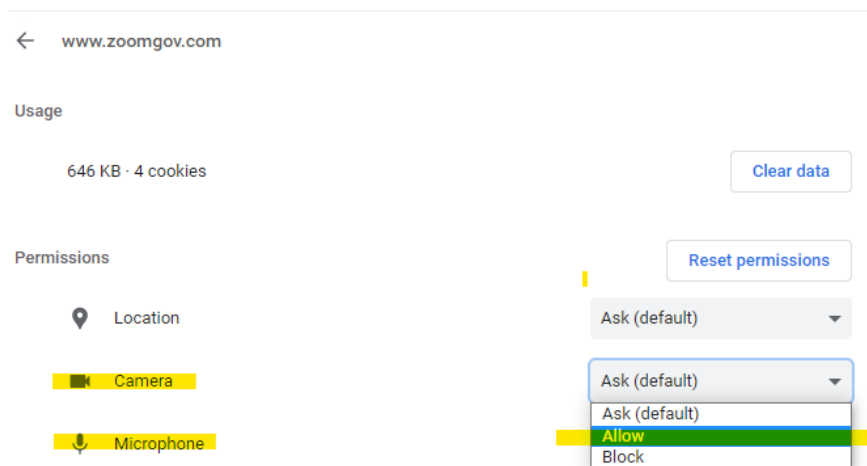 www.zoomgov.com
Usage
646 KB · 4 cookies
Clear data
Permissions
Reset permissions
Location
Ask (default)
Camera
Ask (default)
Ask (default)
Allow
Microphone
Block